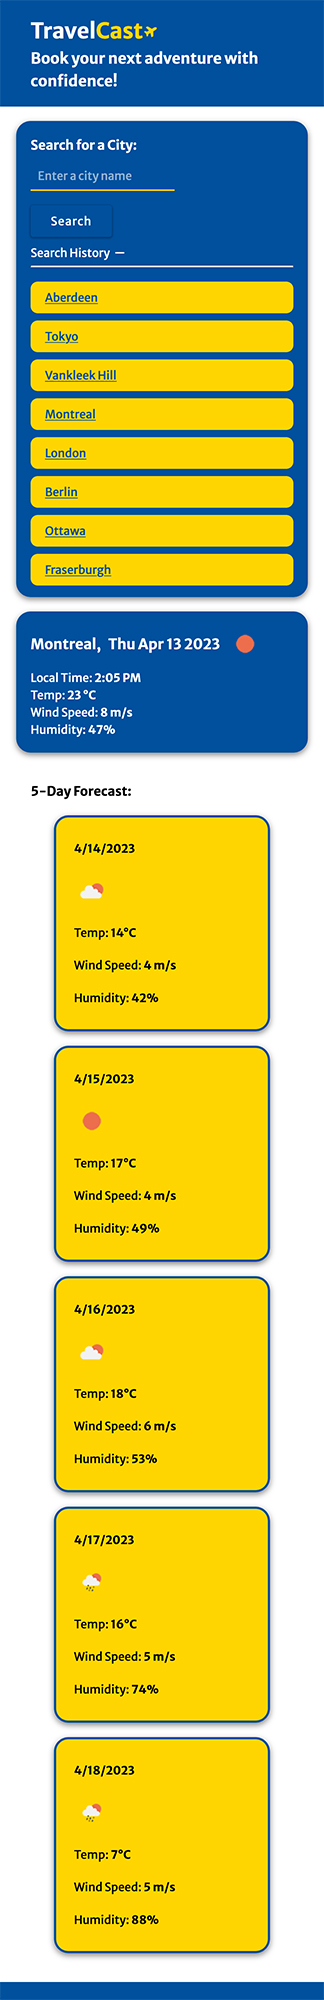 TravelCast
Book your next adventure with
confidence!
Search for a City:
Enter a city name
Search
Search History —
Aberdeen
Tokyo
Vankleek Hill
Montreal
London
Berlin
Ottawa
Fraserburgh
Montreal, Thu Apr 13 2023
Local Time: 2:05 PM
Temp: 23 °C
Wind Speed: 8 m/s
Humidity: 47%
5-Day Forecast:
4/14/2023
Temp: 14°C
Wind Speed: 4 m/s
Humidity: 42%
4/15/2023
Temp: 17°C
Wind Speed: 4 m/s
Humidity: 49%
4/16/2023
Temp: 18°C
Wind Speed: 6 m/s
Humidity: 53%
4/17/2023
Temp: 16°C
Wind Speed: 5 m/s
Humidity: 74%
4/18/2023
Temp: 7°C
Wind Speed: 5 m/s
Humidity: 88%